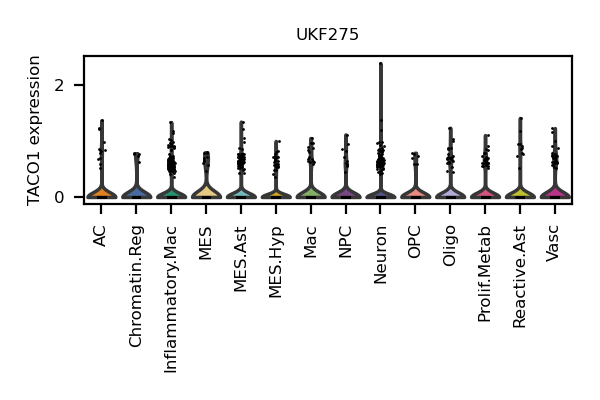 UKF275
TACO1 expression
2
0
AC
Chromatin.Reg
Inflammatory.Mac
MES
MES.Ast
MES.Hyp
Mac
NPC
Neuron
OPC
Oligo
Prolif.Metab
Reactive.Ast
Vasc